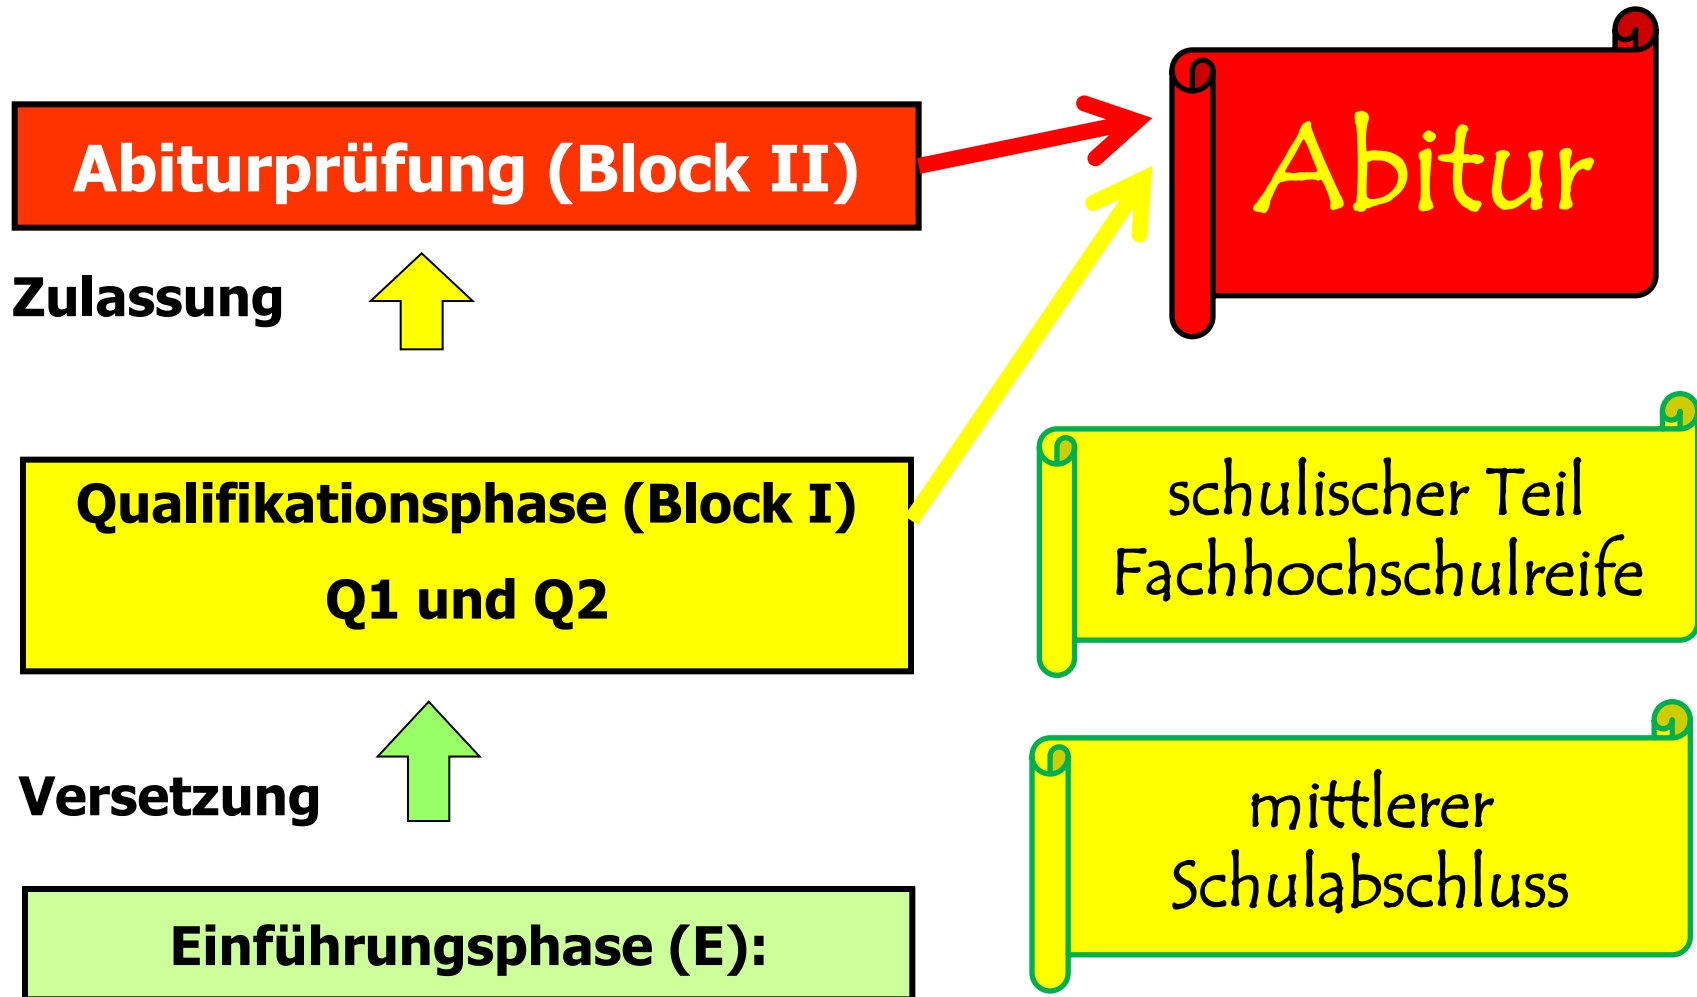 Abiturprüfung (Block II)
Abitur
Zulassung
Qualifikationsphase (Block I)
Q1 und Q2
schulischer Teil
Fachhochschulreife
Versetzung
mittlerer
Schulabschluss
Einführungsphase (E):